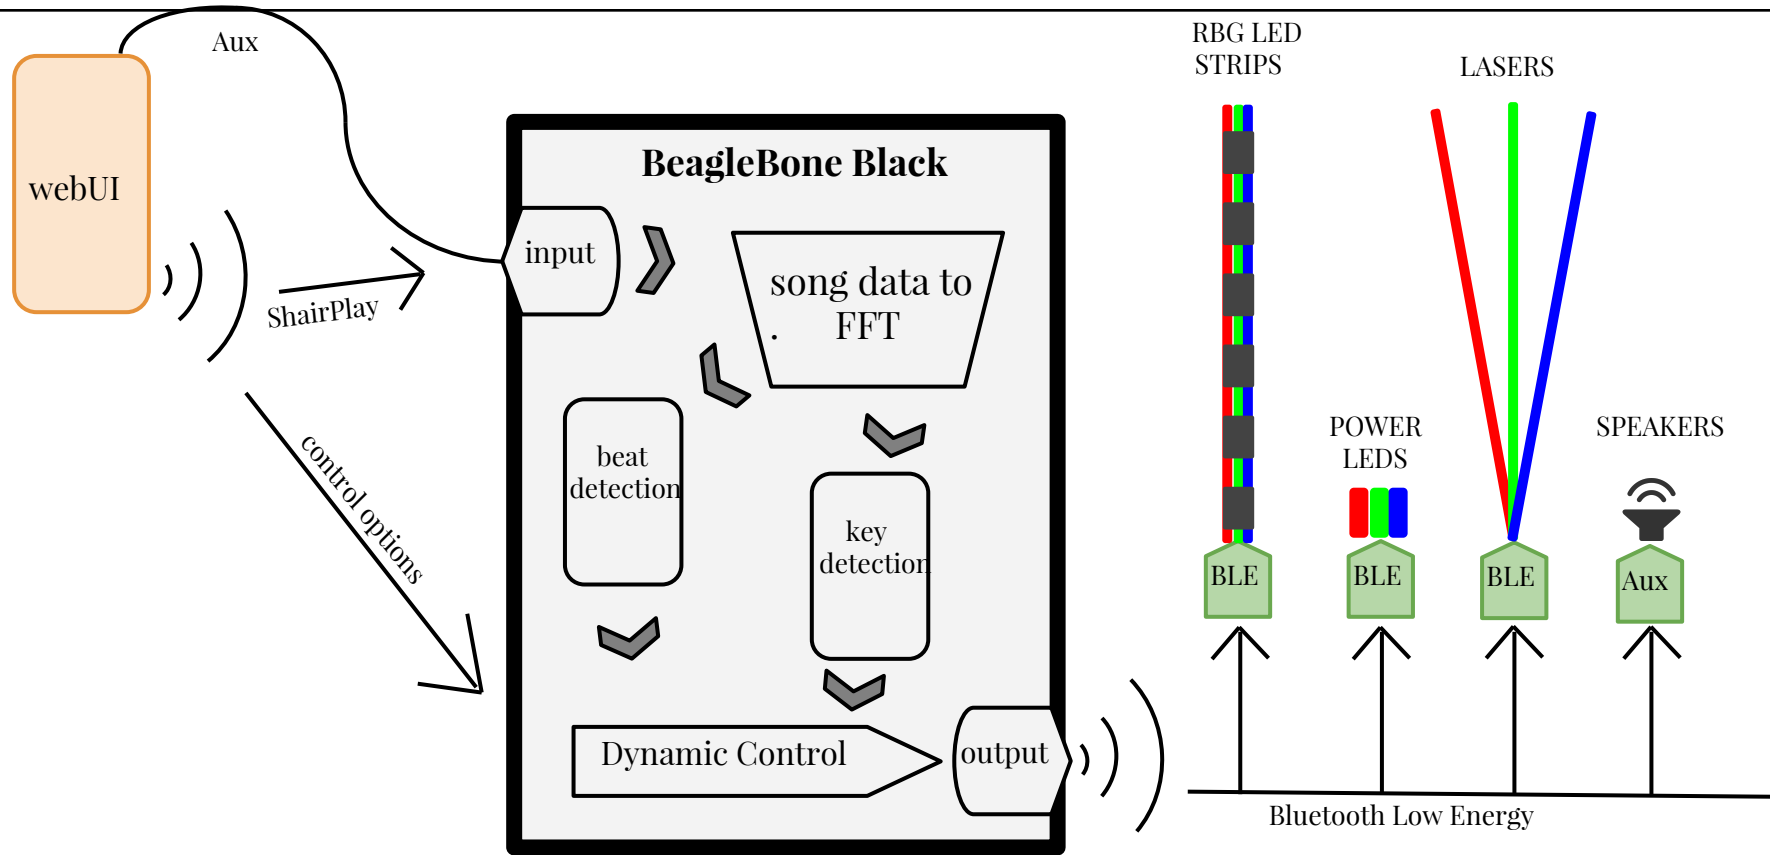 Aux
webUI
ShairPlay
control options
BeagleBone Black
input
song data to
. FFT
beat
detection
key
detection
Dynamic Control
output
RBG LED
STRIPS
LASERS
POWER
LEDS
SPEAKERS
BLE
BLE
BLE
Aux
Bluetooth Low Energy